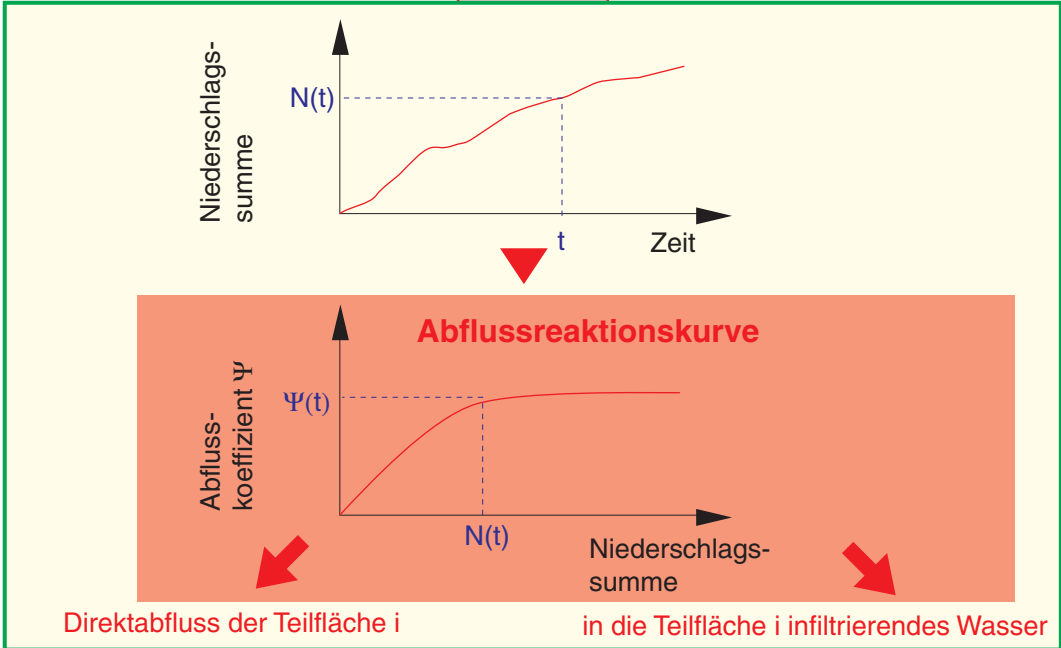 Niederschlags-
summe
N(t)
t
Zeit
Abflussreaktionskurve
Abfluss-
koeffizient Ψ
Ψ(t)
N(t)
Niederschlags-
summe
Direktabfluss der Teilfläche i
in die Teilfläche i infiltrierendes Wasser